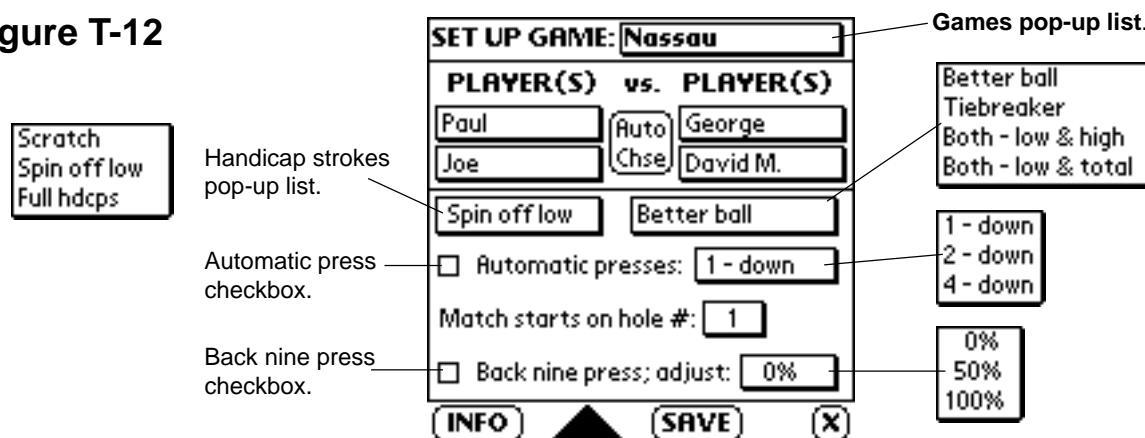 gure T-12
Games pop-up list.
SET UP GAME: Nassau
PLAYER(S) vs. PLAYER(S)
Paul
Joe
Auto
Chse
George
David M.
Better ball
Tiebreaker
Both - low & high
Both - low & total
Scratch
Spin off low
Full hdcps
Handicap strokes
pop-up list.
Spin off low
Better ball
Automatic press
checkbox.
Automatic presses: 1 - down
1 - down
2 - down
4 - down
Match starts on hole #: 1
Back nine press
checkbox.
Back nine press; adjust: 0%
0%
50%
100%
INFO
SAVE
X